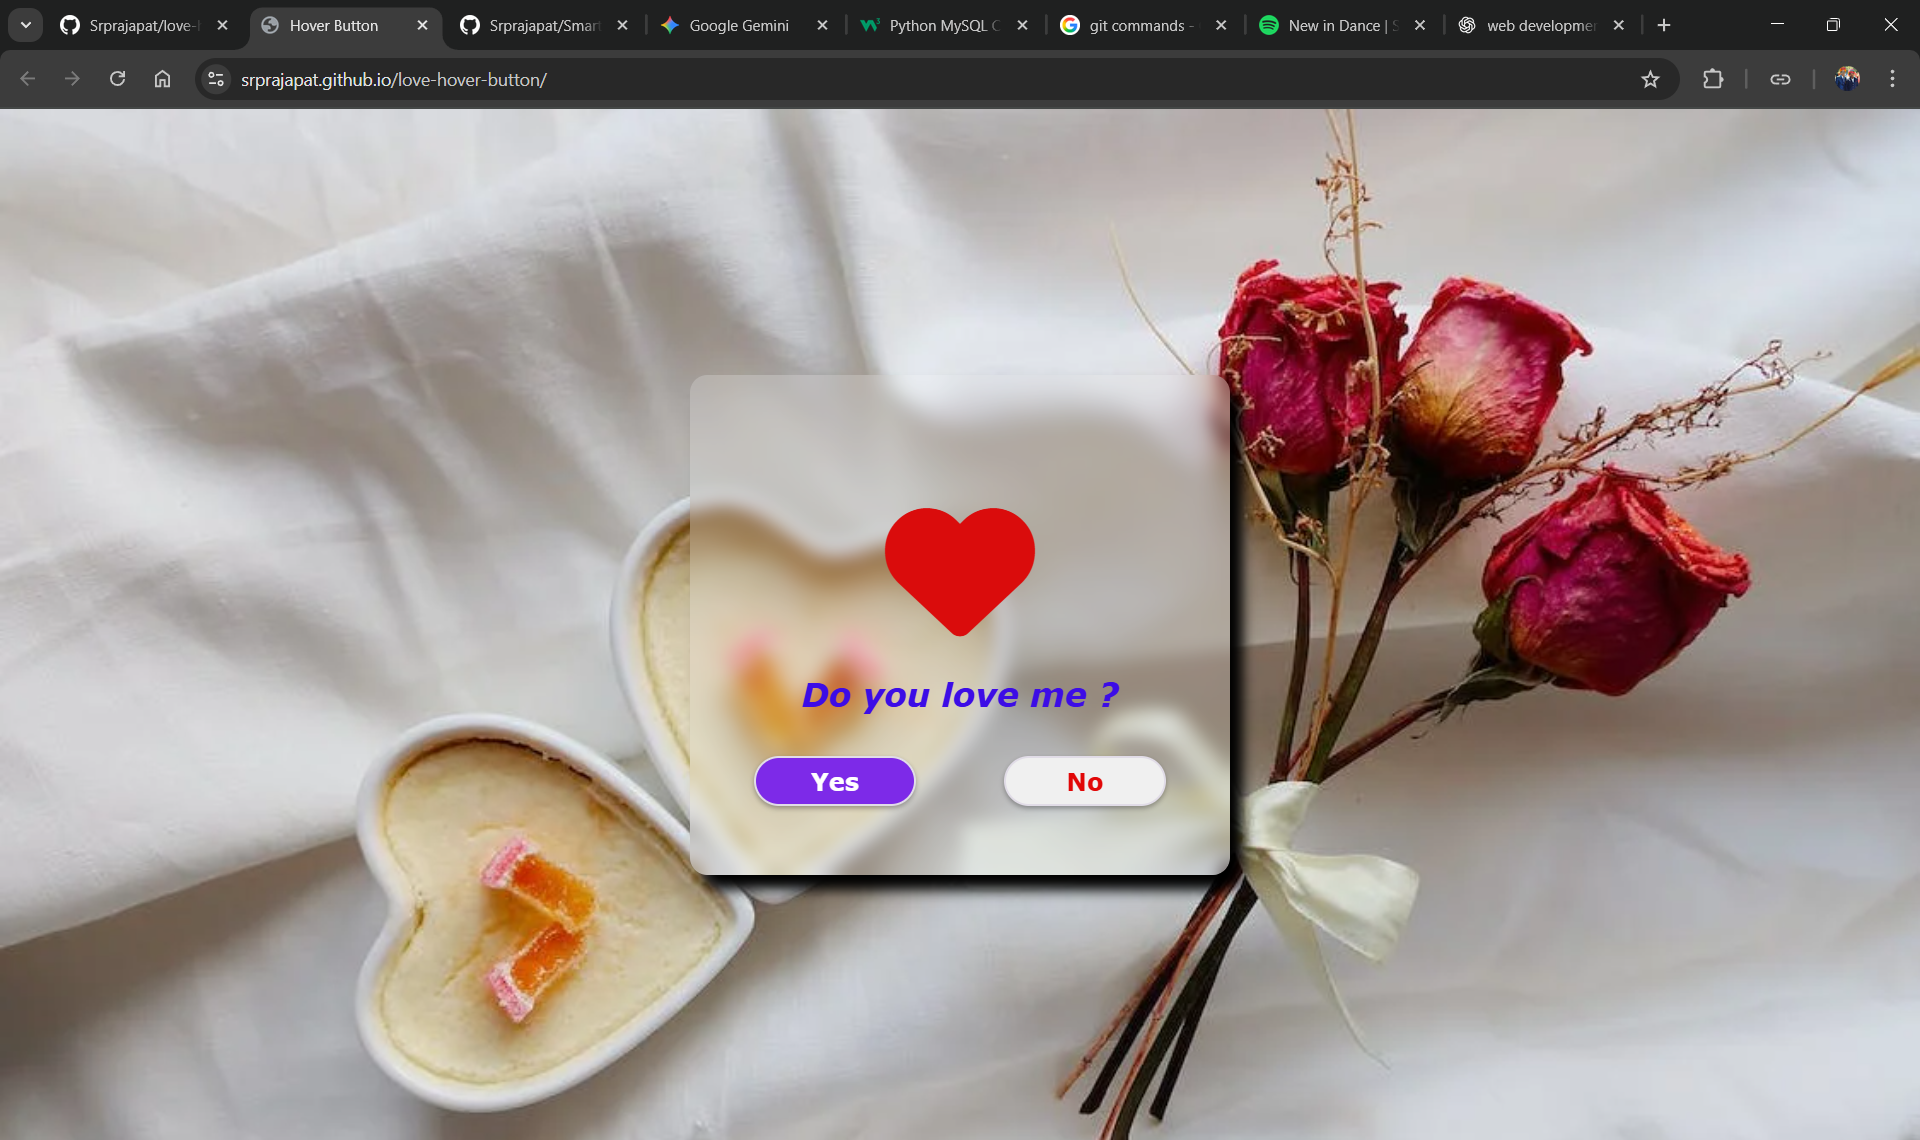 Srprajapat/love-h
Hover Button
Srprajapat/Smar
Google Gemini
Python MySQL C
git commands -
New in Dance | S
web developmen
srprajapat.github.io/love-hover-button/
Do you love me ?
Yes
No